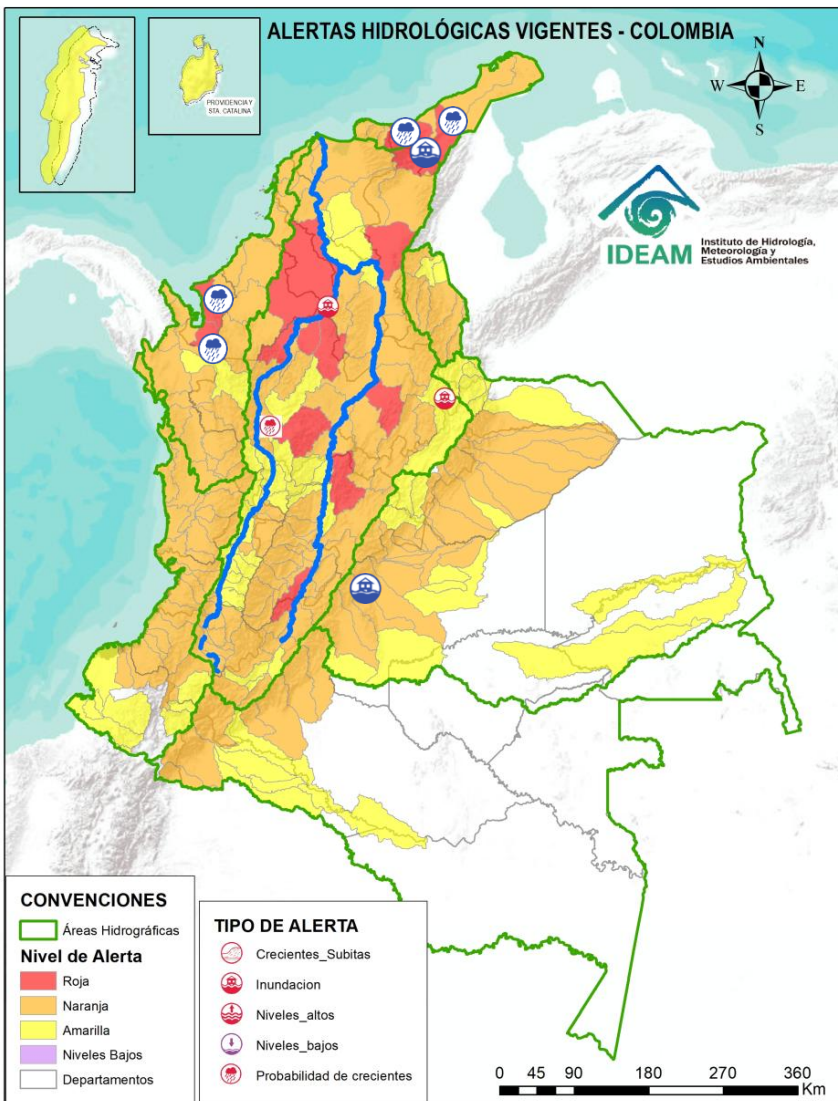 ALERTAS HIDROLÓGICAS VIGENTES - COLOMBIA
PROVIDENCIA Y
STA. CATALINA
N
W
E
S
IDEAM
Instituto de Hidrología,
Meteorología y
Estudios Ambientales
CONVENCIONES
Áreas Hidrográficas
Nivel de Alerta
Roja
Naranja
Amarilla
Niveles Bajos
Departamentos
TIPO DE ALERTA
Crecientes_Subitas
Inundacion
Niveles_altos
Niveles_bajos
Probabilidad de crecientes
0 45 90 180 270 360
Km